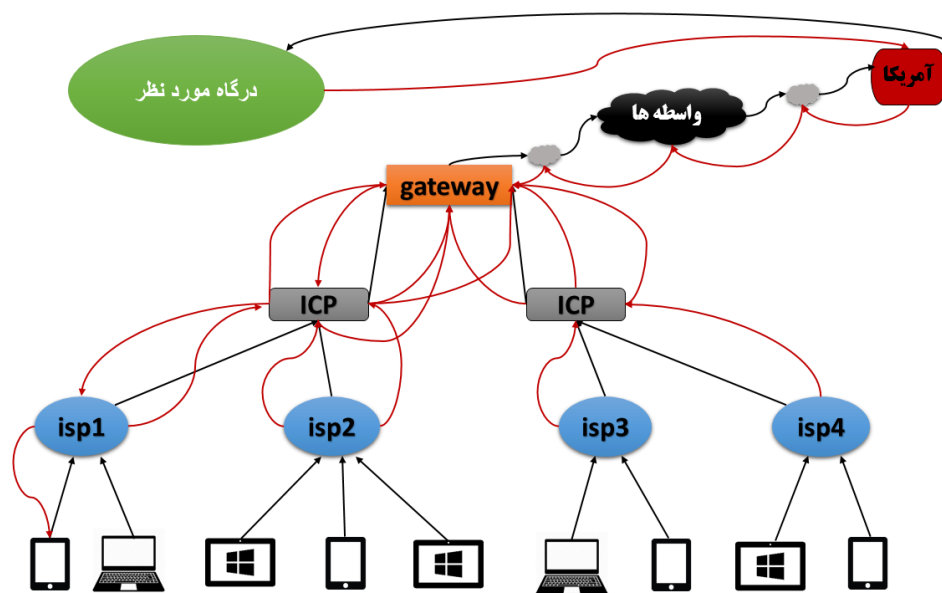 درگاه مورد نظر
آمریکا
واسطه ها
gateway
ICP
ICP
isp1
isp2
isp3
isp4